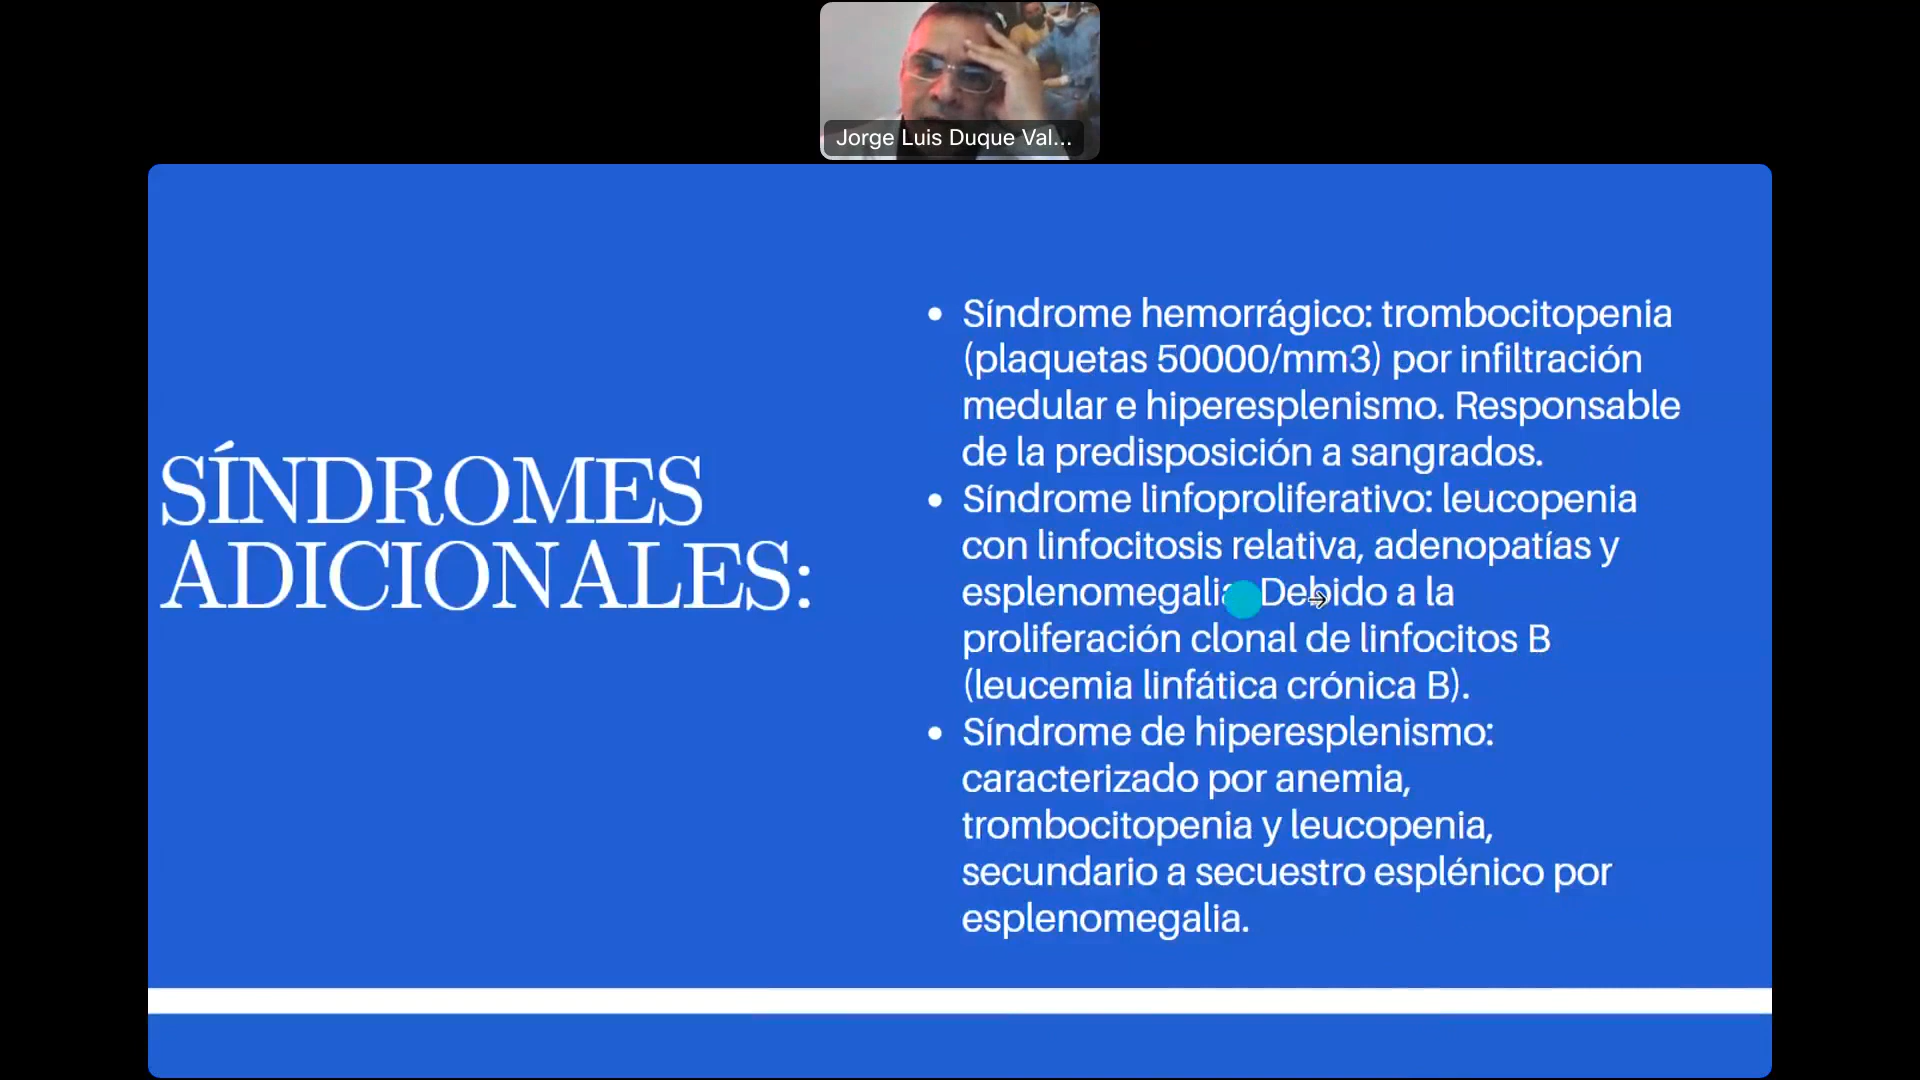 Jorge Luis Duque Val...
SÍNDROMES
ADICIONALES:
• Síndrome hemorrágico: trombocitopenia
(plaquetas 50000/mm3) por infiltración
medular e hiperesplenismo. Responsable
de la predisposición a sangrados.
• Síndrome linfoproliferativo: leucopenia
con linfocitosis relativa, adenopatías y
esplenomegalia. Debido a la
proliferación clonal de linfocitos B
(leucemia linfática crónica B).
• Síndrome de hiperesplenismo:
caracterizado por anemia,
trombocitopenia y leucopenia,
secundario a secuestro esplénico por
esplenomegalia.